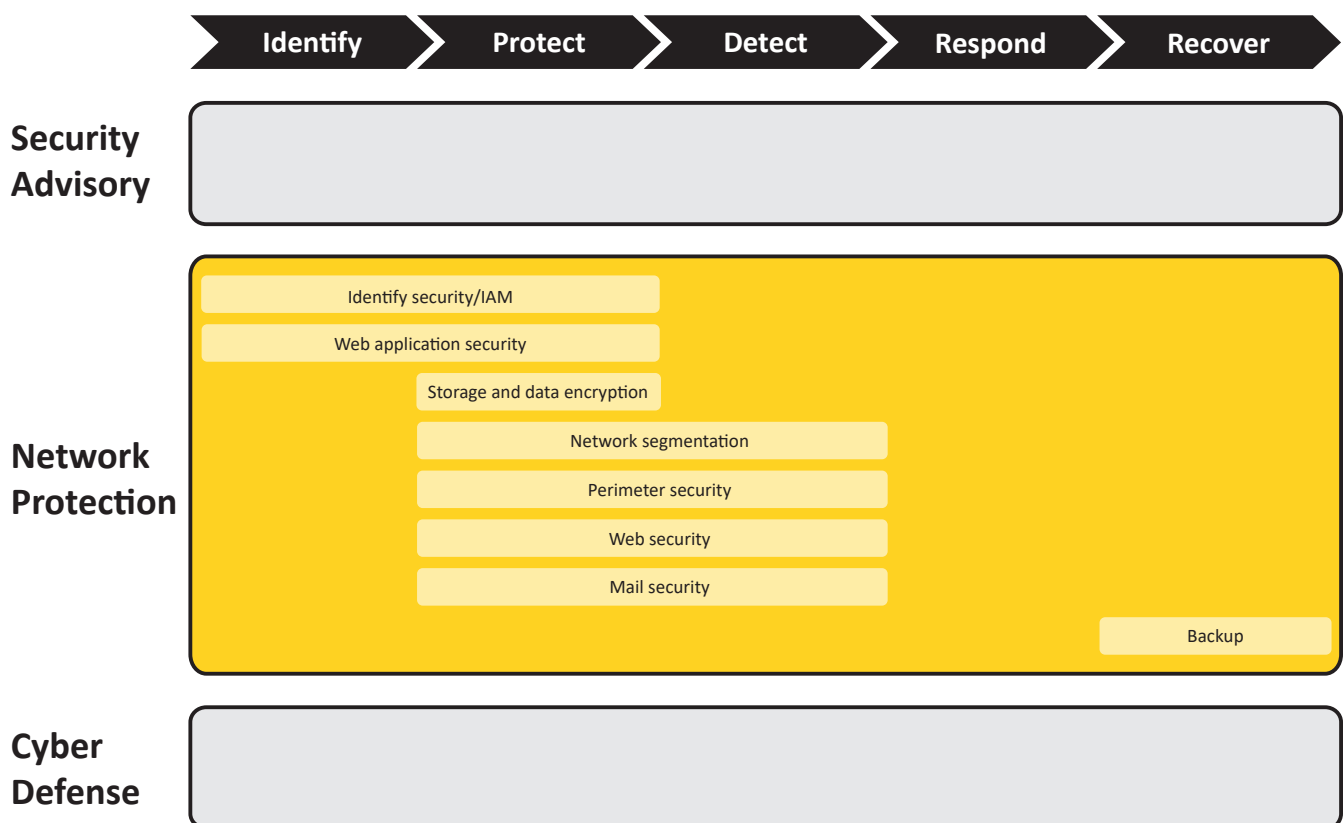 Identify
Protect
Detect
Respond
Recover
Security
Advisory
Network
Protection
Identify security/IAM
Web application security
Storage and data encryption
Network segmentation
Perimeter security
Web security
Mail security
Backup
Cyber
Defense